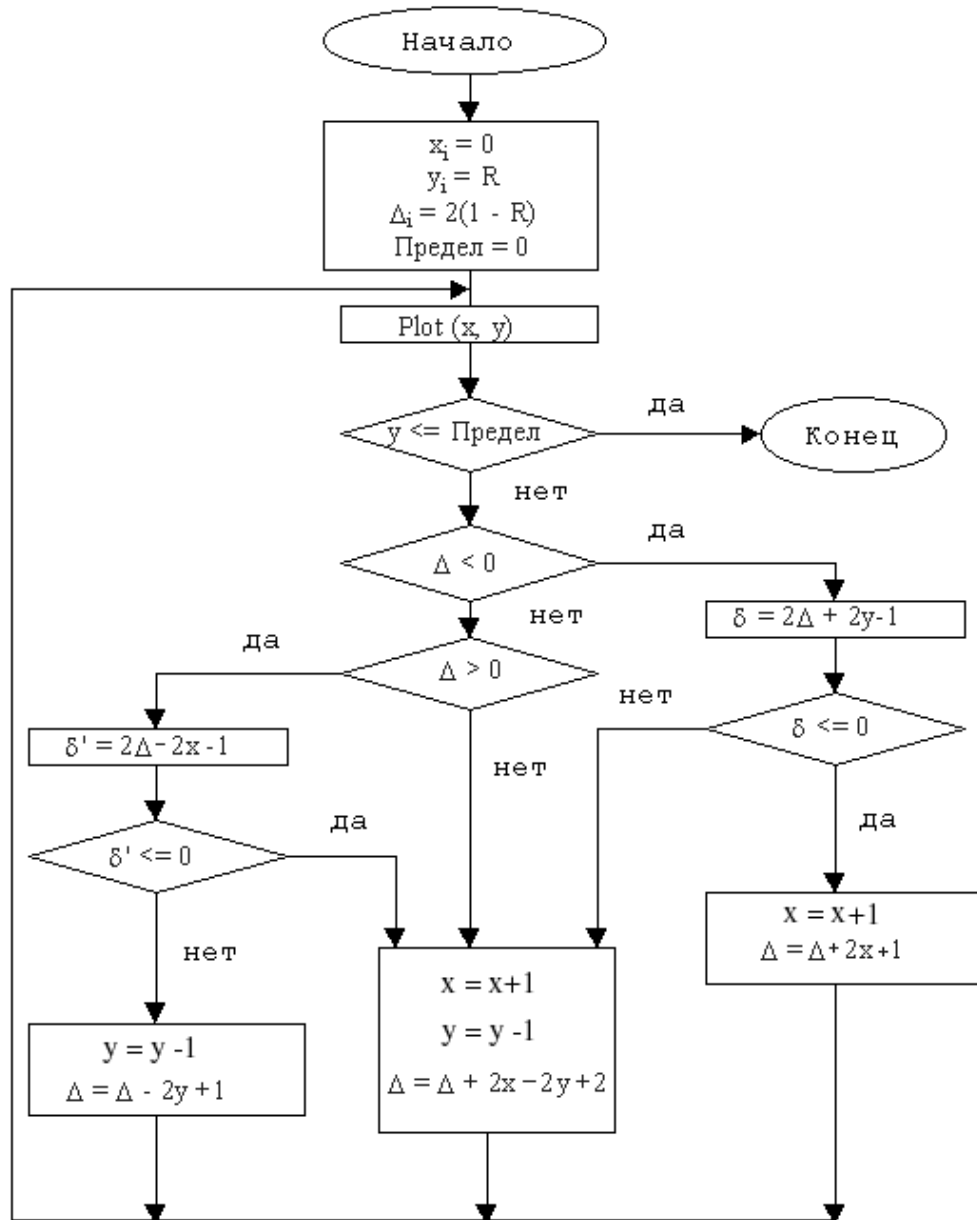 Начало
xᵢ = 0
yᵢ = R
Δᵢ = 2(1 - R)
Предел = 0
Plot (x, y)
y <= Предел
да
Конец
нет
Δ < 0
да
δ = 2Δ + 2y-1
нет
Δ > 0
да
δ <= 0
нет
δ' = 2Δ-2x-1
нет
δ' <= 0
да
да
нет
x = x+1
Δ = Δ+2x+1
x = x+1
y = y -1
Δ = Δ + 2x-2y+2
y = y -1
Δ = Δ - 2y+1